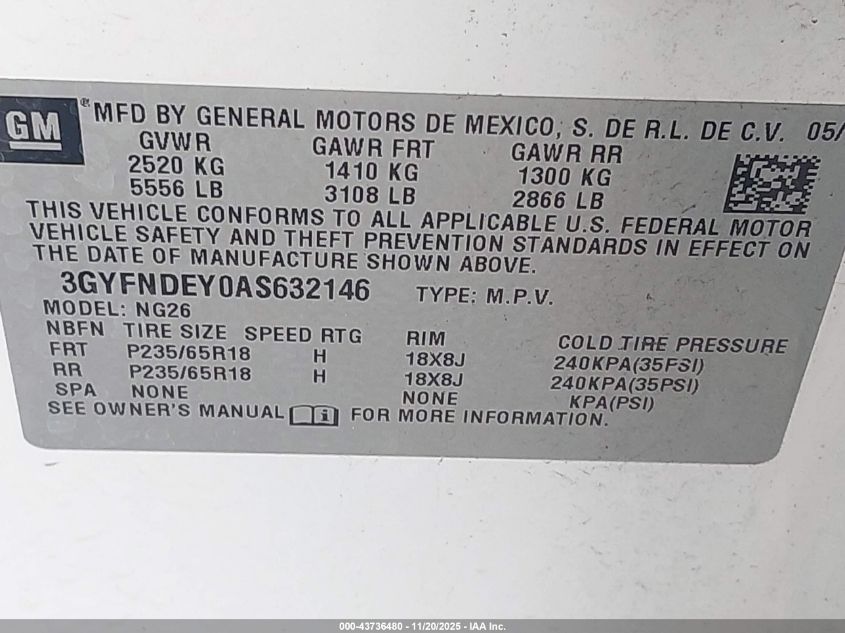 GM ® MFD BY GENERAL MOTORS DE MEXICO, S. DE R.L. DE C.V. 05/
GVWR GAWR FRT GAWR RR
2520 KG 1410 KG 1300 KG
5556 LB 3108 LB 2866 LB
THIS VEHICLE CONFORMS TO ALL APPLICABLE U.S. FEDERAL MOTOR
VEHICLE SAFETY AND THEFT PREVENTION STANDARDS IN EFFECT ON
THE DATE OF MANUFACTURE SHOWN ABOVE.
3GYFNDEY0AS632146 TYPE: M.P.V.
MODEL: NG26
NBFN TIRE SIZE SPEED RTG RIM COLD TIRE PRESSURE
FRT P235/65R18 H 18X8J 240KPA(35PSI)
RR P235/65R18 H 18X8J 240KPA(35PSI)
SPA NONE NONE KPA(PSI)
SEE OWNER'S MANUAL i FOR MORE INFORMATION.
000-43736480 - 11/20/2025 - IAA Inc.